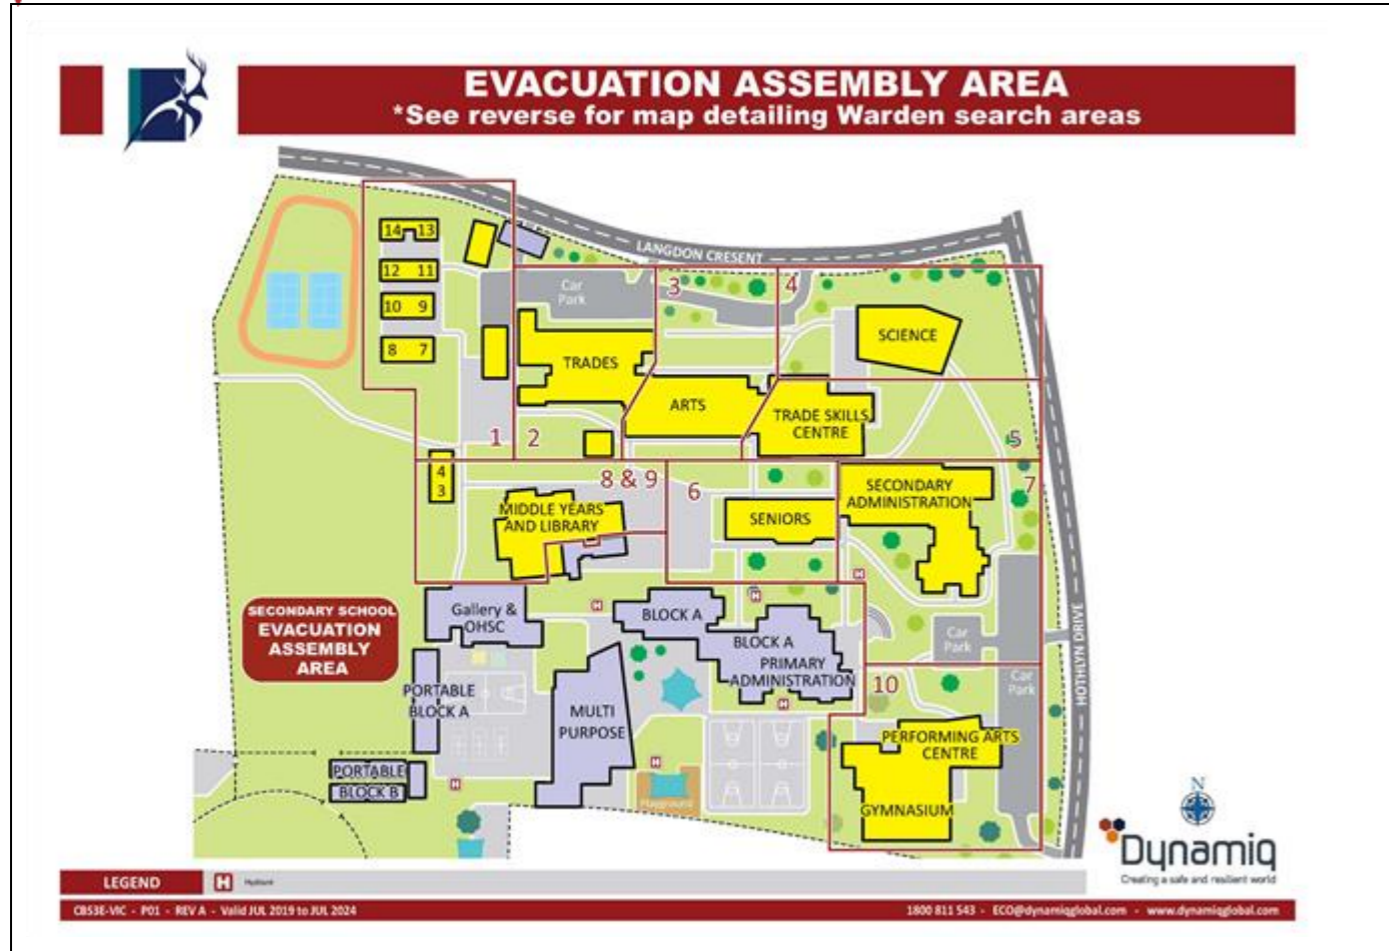 EVACUATION ASSEMBLY AREA
*See reverse for map detailing Warden search areas
LANGDON CRESENT
14 13
12 11
10 9
8 7
Car
Park
3
4
SCIENCE
TRADES
ARTS
TRADE SKILLS
CENTRE
1
2
5
4
3
8 & 9
6
7
MIDDLE YEARS
AND LIBRARY
SENIORS
SECONDARY
ADMINISTRATION
H
SECONDARY SCHOOL
EVACUATION
ASSEMBLY
AREA
Gallery &
OHSC
H
H
BLOCK A
BLOCK A
PRIMARY
ADMINISTRATION
Car
Park
HOTHLYN DRIVE
PORTABLE
BLOCK A
MULTI
PURPOSE
H
10
Car
Park
PERFORMING ARTS
CENTRE
GYMNASIUM
PORTABLE
BLOCK B
H
H
Playground
N
Dynamiq
Creating a safe and resilient world
LEGEND
H Hydrant
CBS3E-VIC - P01 - REV A - Valid JUL 2019 to JUL 2024
1800 811 543 - ECO@dynamiqglobal.com - www.dynamiqglobal.com